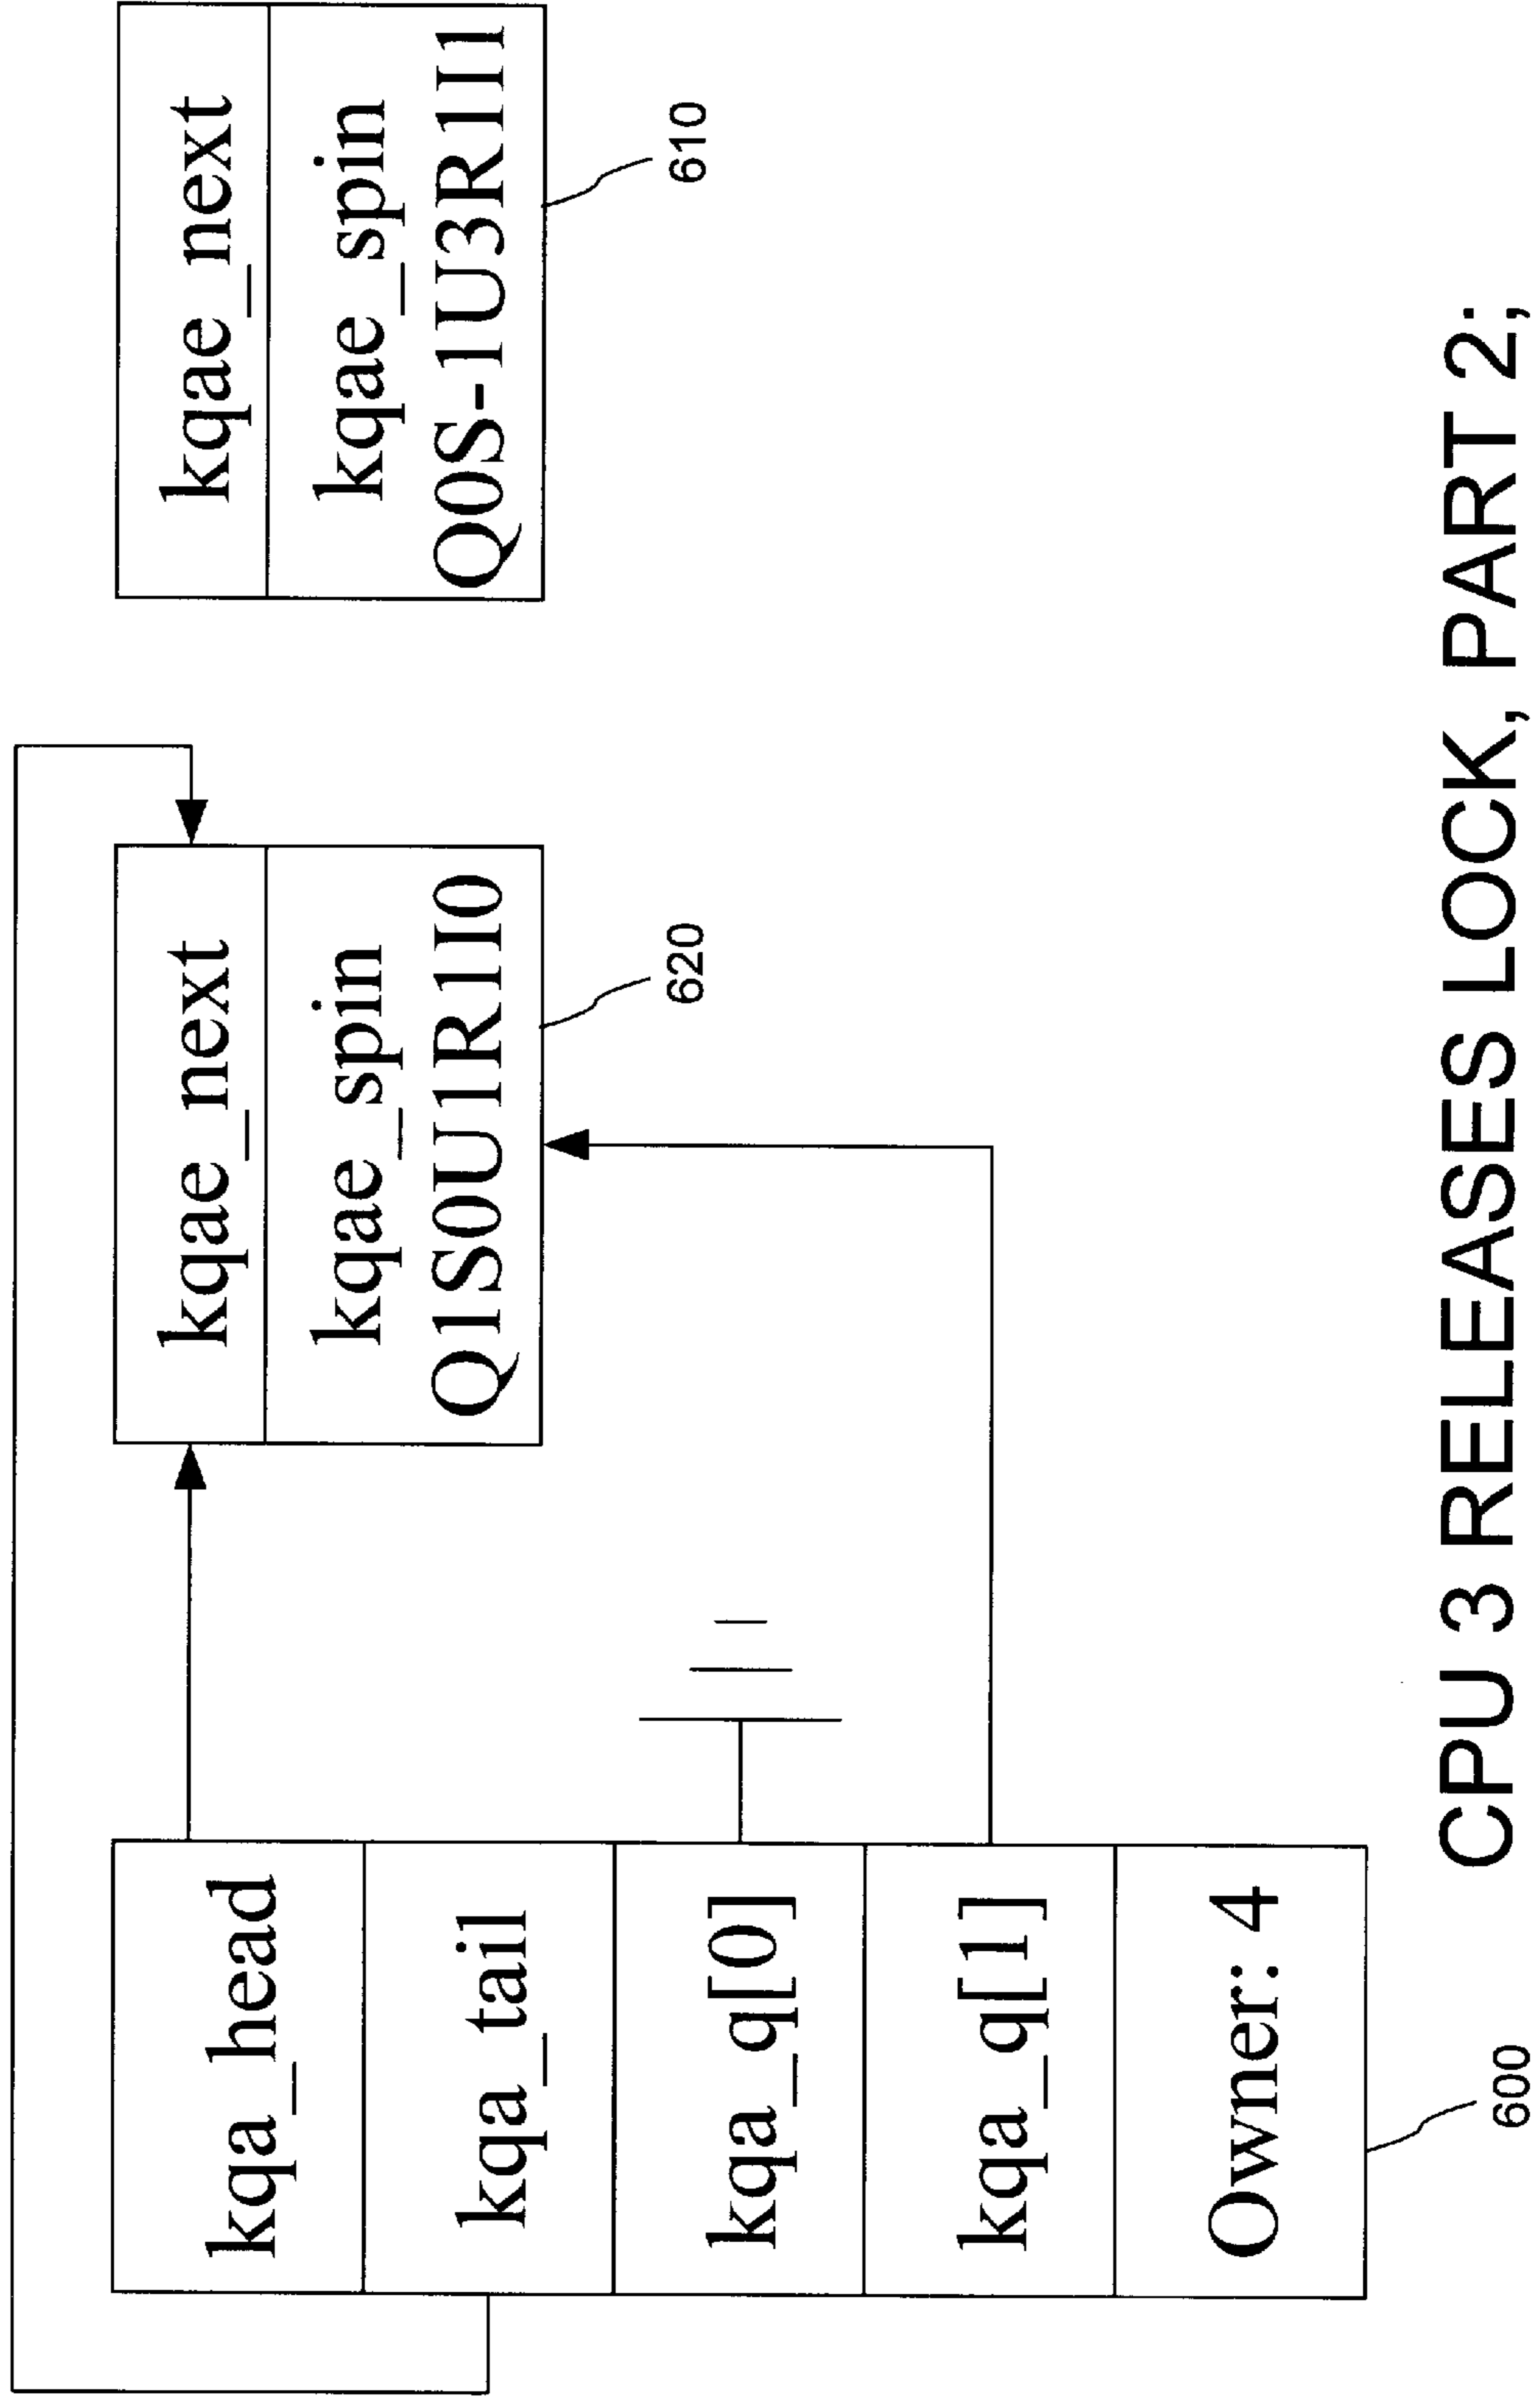 kqa_head
kqa_tail
kqa_q[0]
kqa_q[1]
Owner: 4
600
kqae_next
kqae_spin
Q1S0U1R1I0
620
kqae_next
kqae_spin
Q0S-1U3R1I1
610
CPU 3 RELEASES LOCK, PART 2;